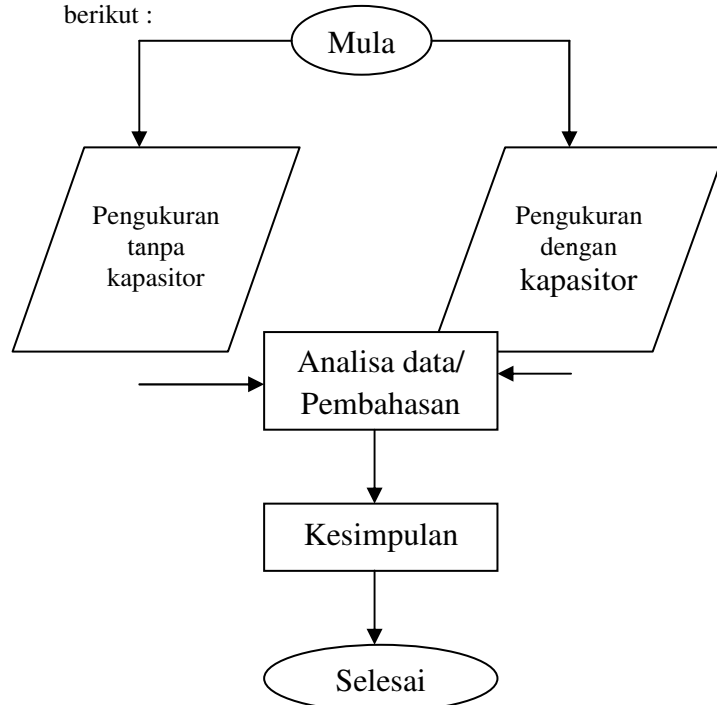 berikut :
Mula
Pengukuran
tanpa
kapasitor
Pengukuran
dengan
kapasitor
Analisa data/
Pembahasan
Kesimpulan
Selesai